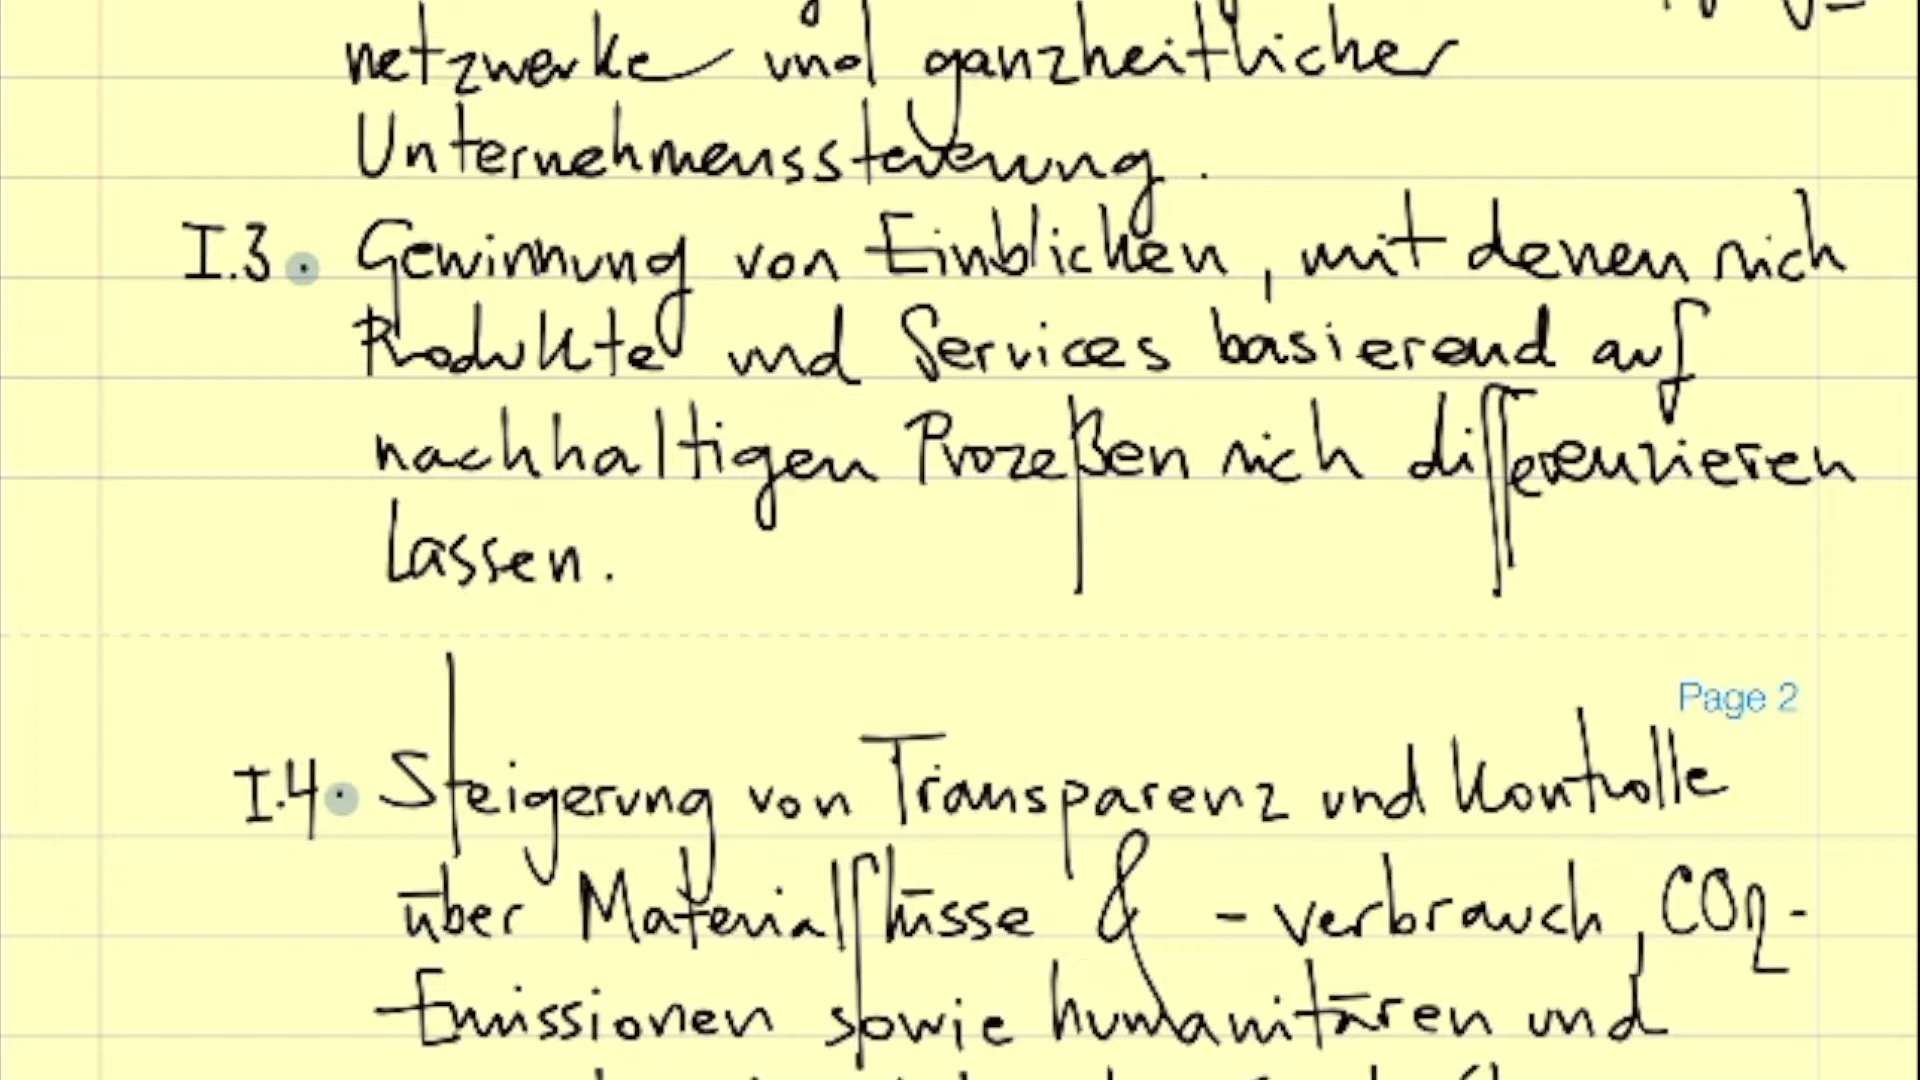 netzwerke und ganzheitlicher
Unternehmenssteuerung.
I.3. Gewinnung von Einblicken, mit denen sich
Produkte und Services basierend auf
nachhaltigen Prozeßen sich differenzieren
lassen.
Page 2
I.4. Steigerung von Transparenz und Kontrolle
über Materialflüsse & -verbrauch, CO2-
Emissionen sowie humanitären und